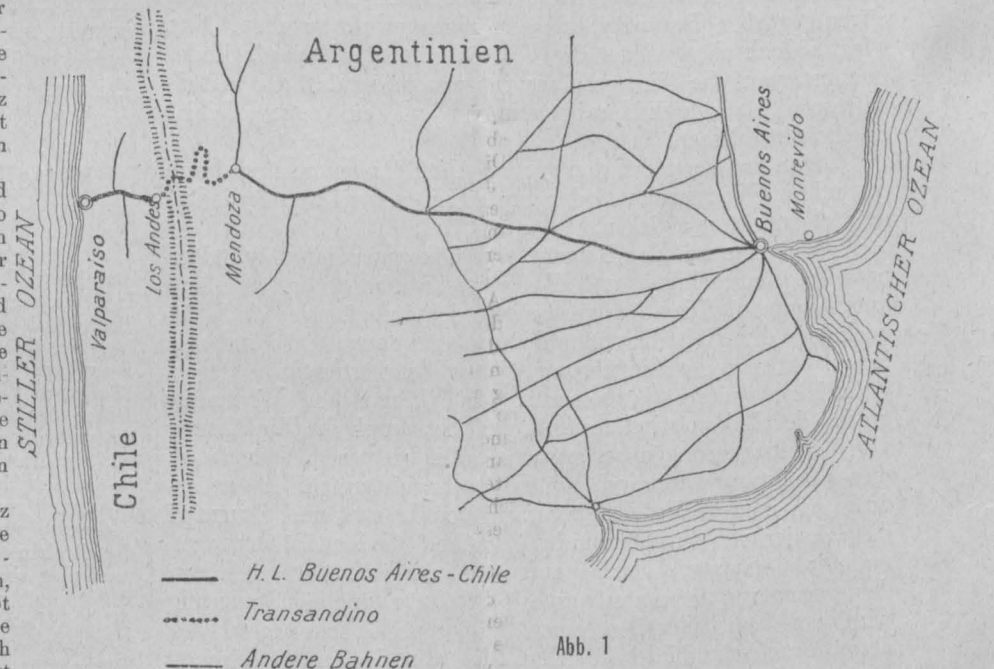 Argentinien
STILLER OZEAN
Valparaiso
Chile
Los Andes
Mendoza
Buenos Aires
Montevido
ATLANTISCHER OZEAN
H. L. Buenos Aires - Chile
Transandino
Andere Bahnen
Abb. 1